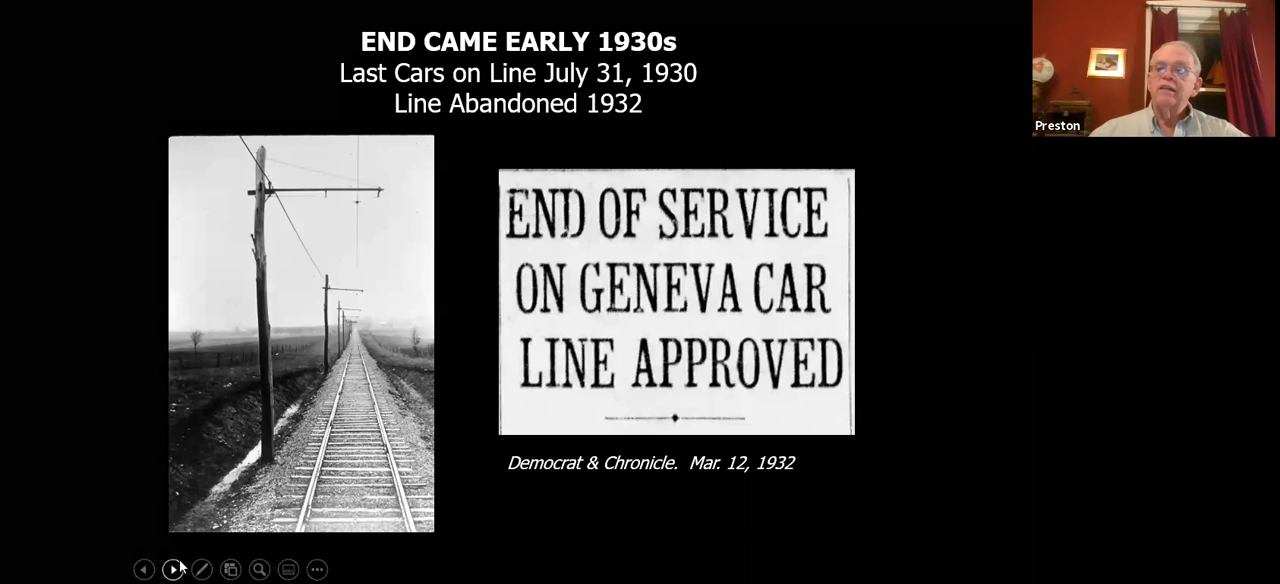 END CAME EARLY 1930s
Last Cars on Line July 31, 1930
Line Abandoned 1932
Preston
END OF SERVICE
ON GENEVA CAR
LINE APPROVED
Democrat & Chronicle. Mar. 12, 1932